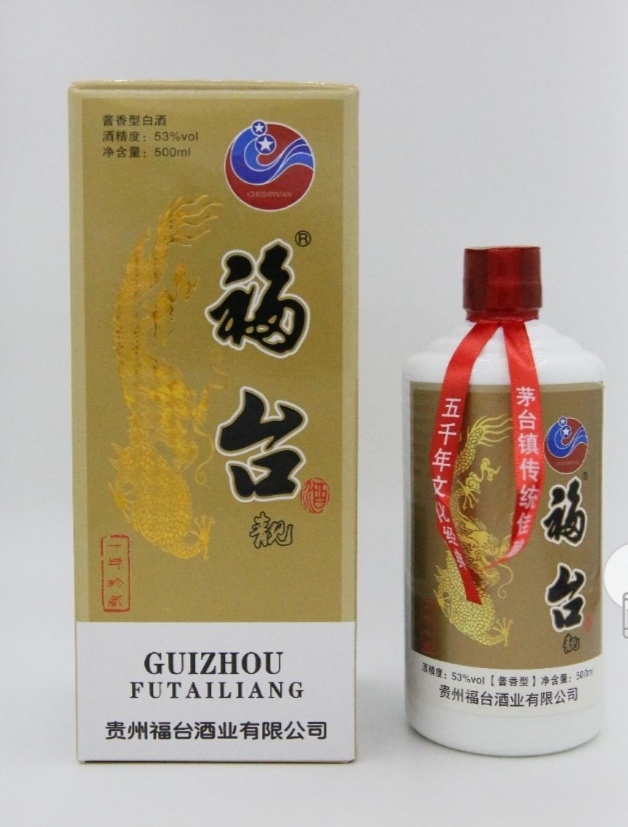 酱香型白酒
酒精度：53%vol
净含量：500ml
CHIZHIYUAN
®
福台
酒
靓
GUIZHOU
FUTAILIANG
贵州福台酒业有限公司
茅台镇传统佳
五千年文化
福台
靓
酒精度：53%vol【酱香型】净含量：500ml
贵州福台酒业有限公司